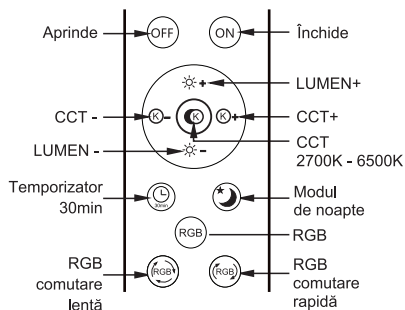 Aprinde OFF ON Închide
+ LUMEN+
CCT - K - K K + CCT+
LUMEN - - CCT
2700K - 6500K
Temporizator
30min
30min
Modul
de noapte
RGB RGB
RGB
comutare
lentă
RGB RGB
RGB
comutare
rapidă